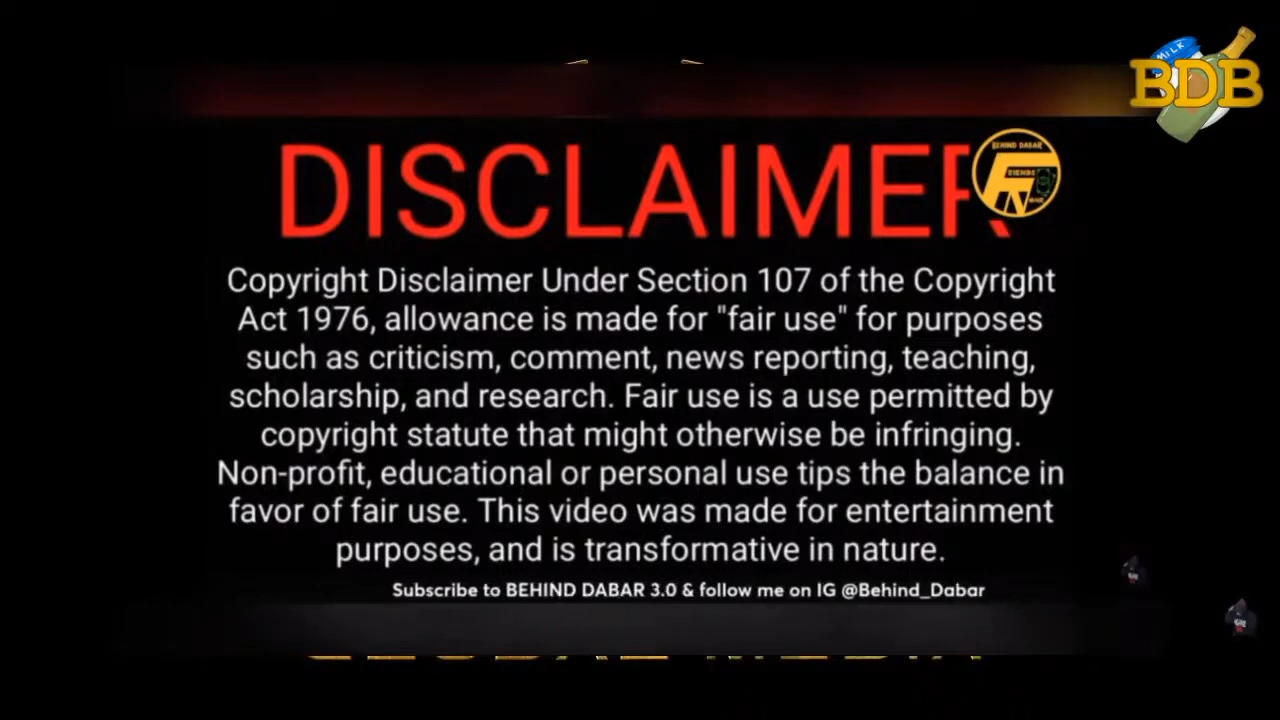 MILK
BDB
DISCLAIMER
BEHIND DABAR
Copyright Disclaimer Under Section 107 of the Copyright
Act 1976, allowance is made for "fair use" for purposes
such as criticism, comment, news reporting, teaching,
scholarship, and research. Fair use is a use permitted by
copyright statute that might otherwise be infringing.
Non-profit, educational or personal use tips the balance in
favor of fair use. This video was made for entertainment
purposes, and is transformative in nature.
Subscribe to BEHIND DABAR 3.0 & follow me on IG @Behind_Dabar